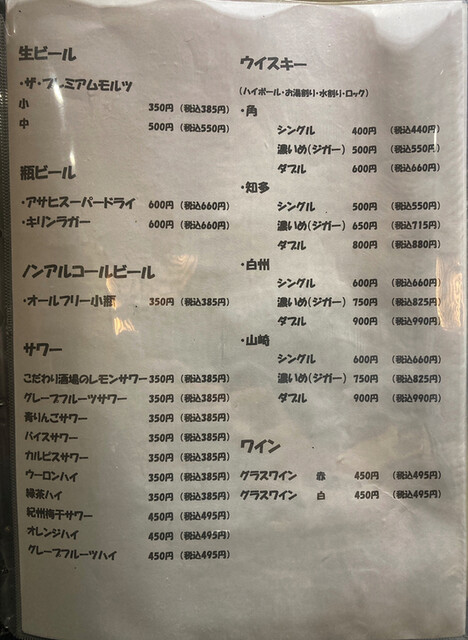 生ビール
・ザ・プレミアムモルツ
小 350円（税込385円）
中 500円（税込550円）
瓶ビール
・アサヒスーパードライ 600円（税込660円）
・キリンラガー 600円（税込660円）
ノンアルコールビール
・オールフリー小瓶 350円（税込385円）
サワー
こだわり酒場のレモンサワー 350円（税込385円）
グレープフルーツサワー 350円（税込385円）
青りんごサワー 350円（税込385円）
バイスサワー 350円（税込385円）
カルピスサワー 350円（税込385円）
ウーロンハイ 350円（税込385円）
緑茶ハイ 350円（税込385円）
紀州梅干サワー 450円（税込495円）
オレンジハイ 450円（税込495円）
グレープフルーツハイ 450円（税込495円）
ウイスキー
（ハイボール・お湯割り・水割り・ロック）
・角
シングル 400円（税込440円）
濃いめ（ジガー） 500円（税込550円）
ダブル 600円（税込660円）
・知多
シングル 500円（税込550円）
濃いめ（ジガー） 650円（税込715円）
ダブル 800円（税込880円）
・白州
シングル 600円（税込660円）
濃いめ（ジガー） 750円（税込825円）
ダブル 900円（税込990円）
・山崎
シングル 600円（税込660円）
濃いめ（ジガー） 750円（税込825円）
ダブル 900円（税込990円）
ワイン
グラスワイン 赤 450円（税込495円）
グラスワイン 白 450円（税込495円）